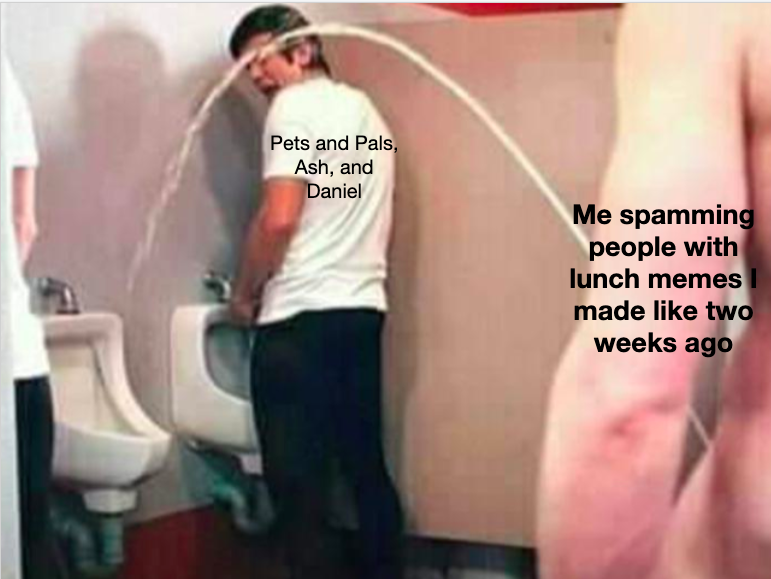 Pets and Pals,
Ash, and
Daniel
Me spamming
people with
lunch memes I
made like two
weeks ago